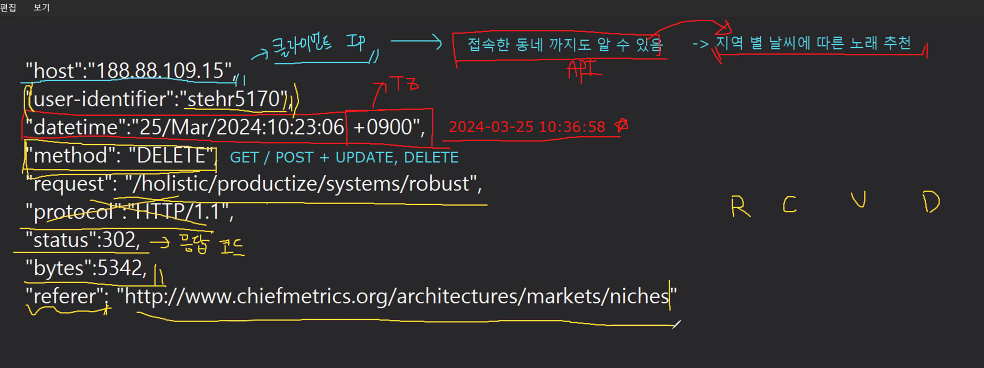 편집 보기
클라이언트 IP
접속한 동네 까지도 알 수 있음 -> 지역 별 날씨에 따른 노래 추천
API
"host":"188.88.109.15",
TZ
"user-identifier":"stehr5170",
"datetime":"25/Mar/2024:10:23:06 +0900", 2024-03-25 10:36:58
"method": "DELETE", GET / POST + UPDATE, DELETE
"request": "/holistic/productize/systems/robust",
R C U D
"protocol":"HTTP/1.1",
"status":302, 응답 코드
"bytes":5342,
"referer": "http://www.chiefmetrics.org/architectures/markets/niches"